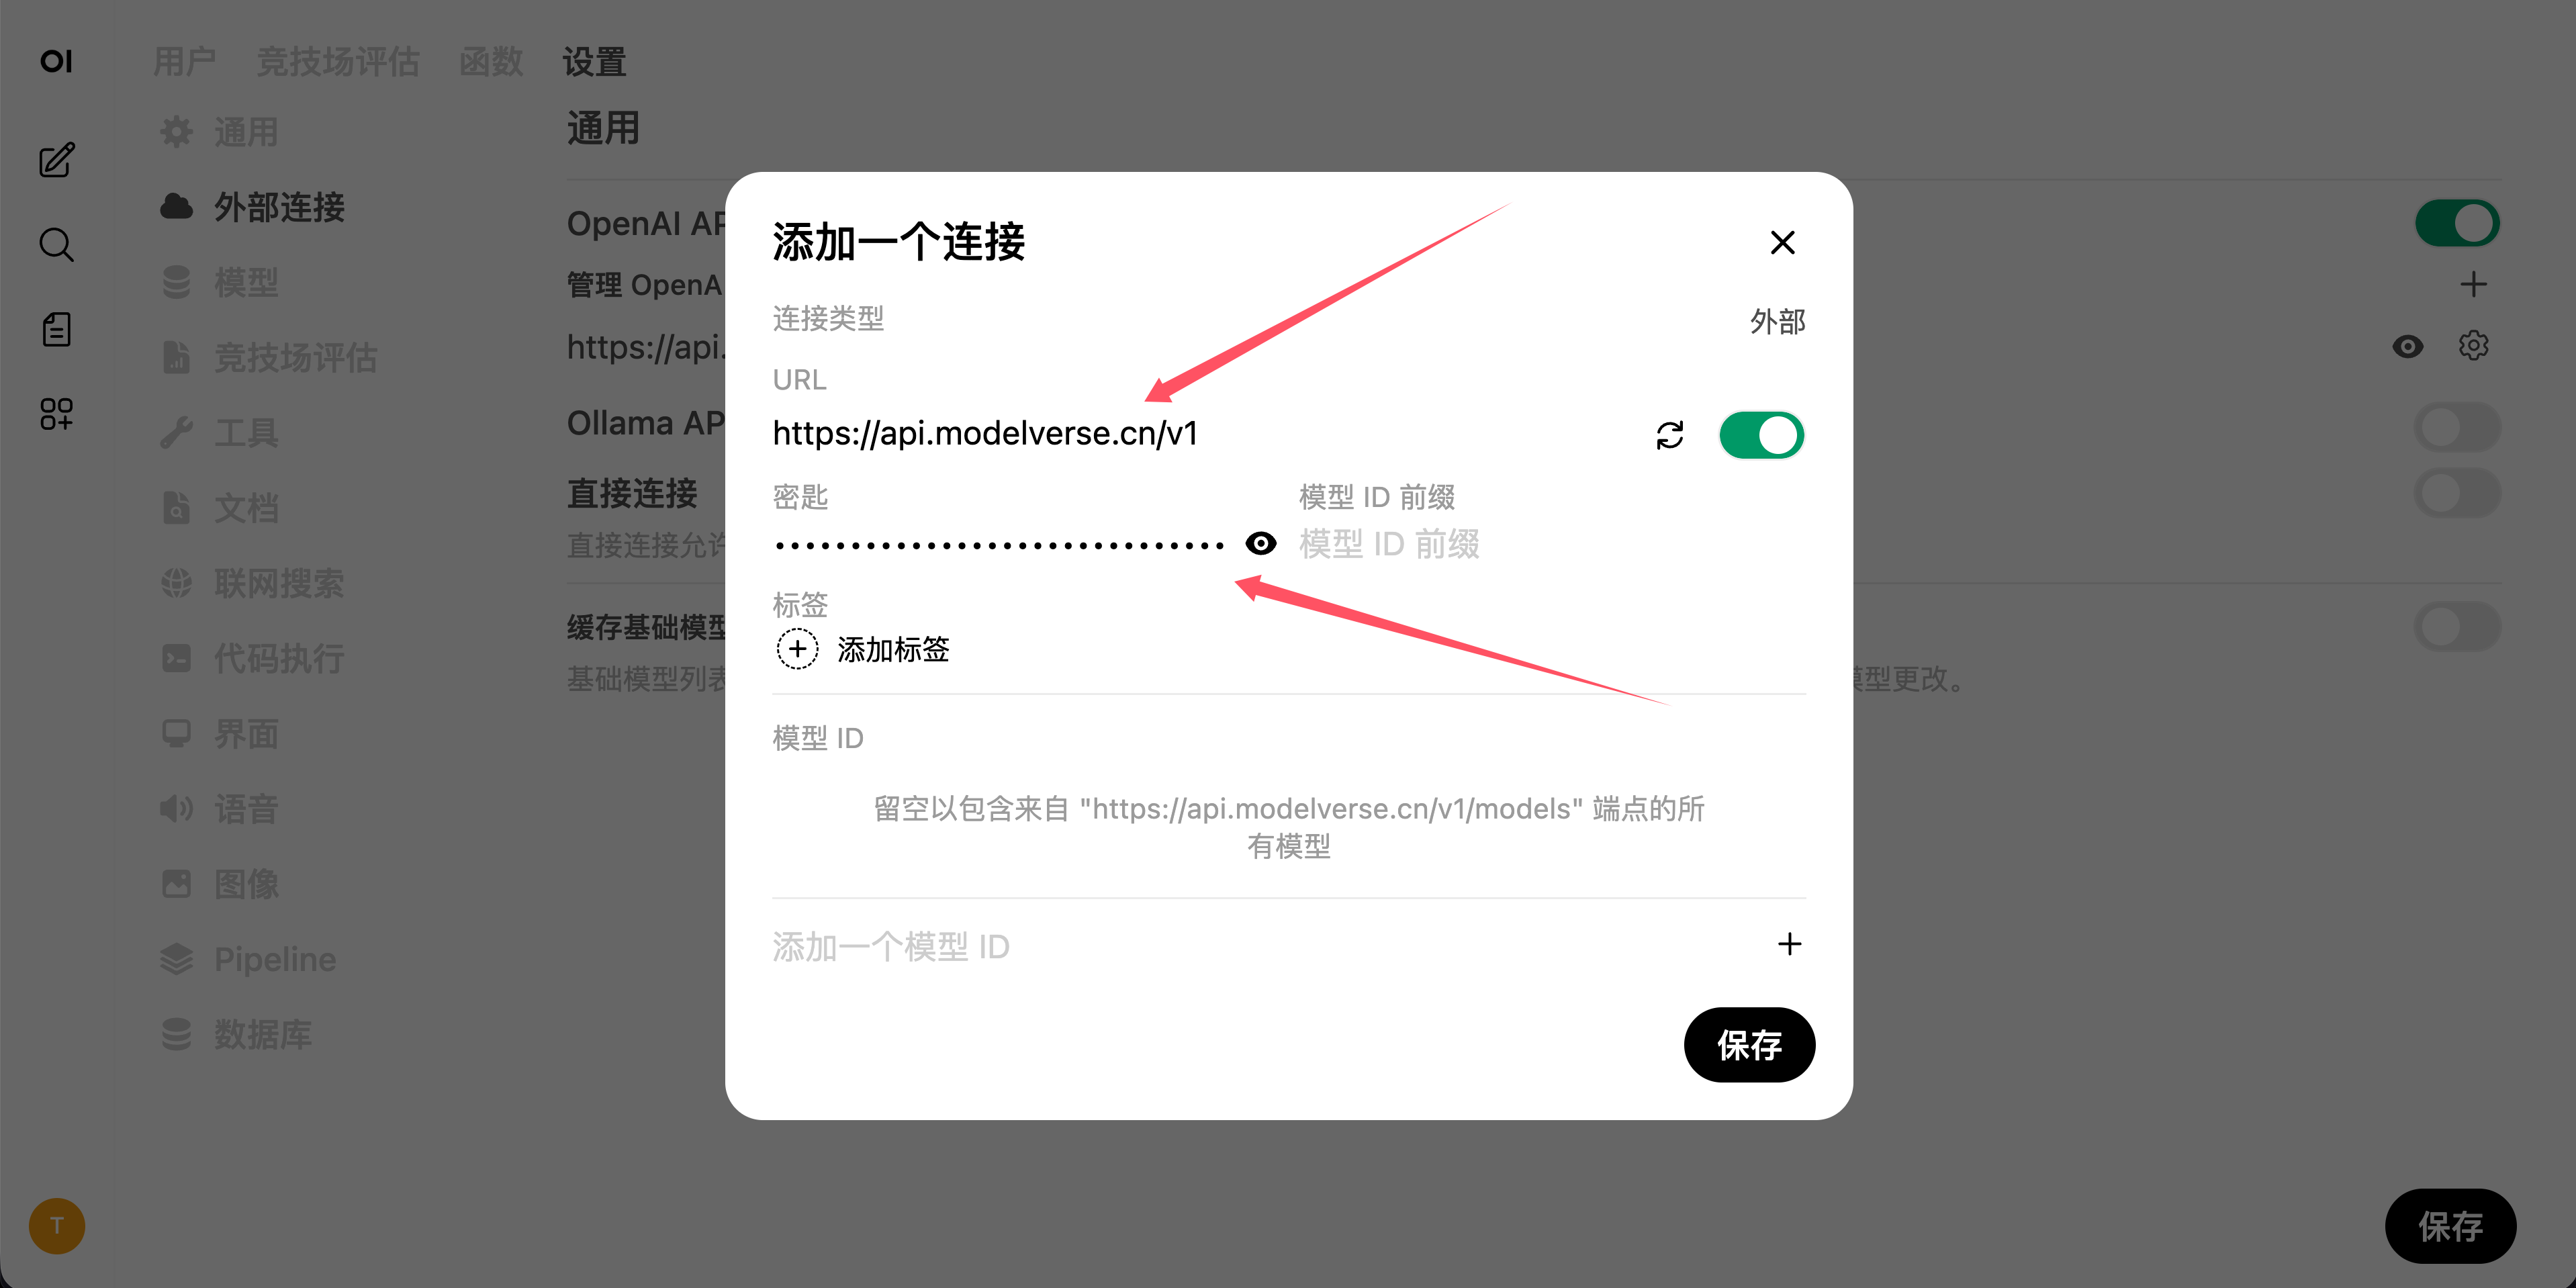 OI
用户 竞技场评估 函数 设置
通用
外部连接
模型
竞技场评估
工具
文档
联网搜索
代码执行
界面
语音
图像
Pipeline
数据库
T
通用
OpenAI AP
管理 OpenA
https://api.
Ollama AP
直接连接
直接连接允许
缓存基础模型
基础模型列表
模型更改。
添加一个连接
连接类型
外部
URL
https://api.modelverse.cn/v1
密匙
模型 ID 前缀
模型 ID 前缀
标签
添加标签
模型 ID
留空以包含来自 "https://api.modelverse.cn/v1/models" 端点的所
有模型
添加一个模型 ID
保存
保存